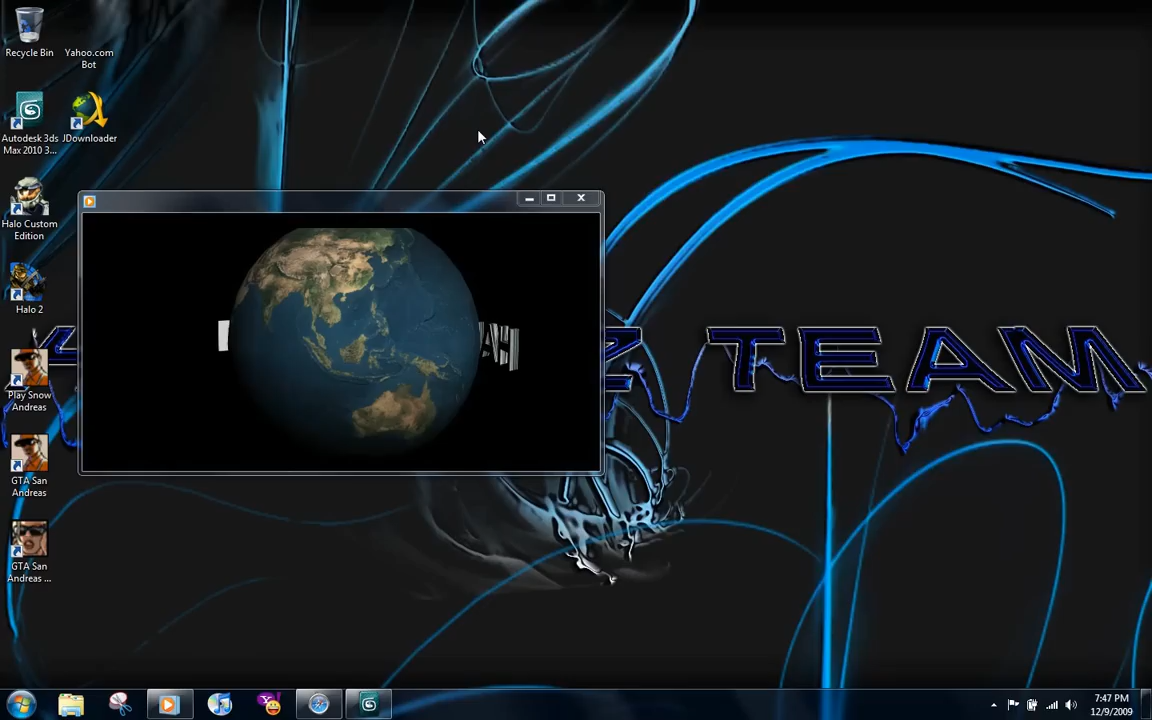 Recycle Bin
Yahoo.com
Bot
Autodesk 3ds
Max 2010 3...
JDownloader
Halo Custom
Edition
Halo 2
Play Snow
Andreas
GTA San
Andreas
GTA San
Andreas ...
AH
Z TEAM
7:47 PM
12/9/2009